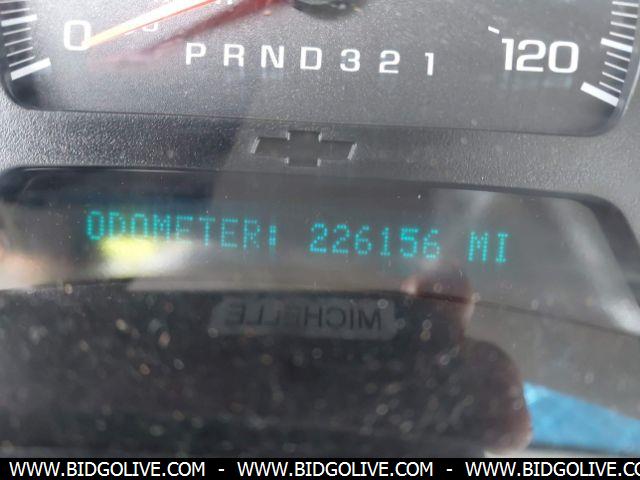 0 PRND321 120
ODOMETER: 226156 MI
MICHELLE
WWW.BIDGOLIVE.COM - WWW.BIDGOLIVE.COM - WWW.BIDGOLIVE.COM